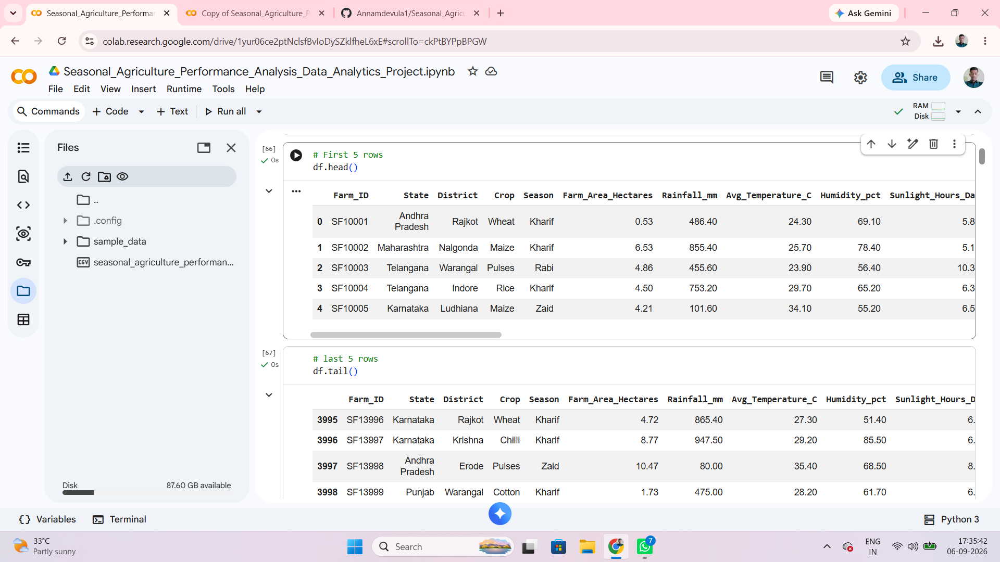 Seasonal_Agriculture_Performar
Copy of Seasonal_Agriculture_P
Annamdevula1/Seasonal_Agricu
Ask Gemini
colab.research.google.com/drive/1yur06ce2ptNclsfBvIoDySZklfheL6xE#scrollTo=ckPtBYPpBPGW
Seasonal_Agriculture_Performance_Analysis_Data_Analytics_Project.ipynb
File Edit View Insert Runtime Tools Help
Share
Commands + Code + Text Run all
RAM
Disk
Files
..
.config
sample_data
CSV seasonal_agriculture_performan...
Disk 87.60 GB available
[66]
0s
# First 5 rows
df.head()
Farm_ID State District Crop Season Farm_Area_Hectares Rainfall_mm Avg_Temperature_C Humidity_pct Sunlight_Hours_Da
0 SF10001 Andhra Pradesh Rajkot Wheat Kharif 0.53 486.40 24.30 69.10 5.8
1 SF10002 Maharashtra Nalgonda Maize Kharif 6.53 855.40 25.70 78.40 5.1
2 SF10003 Telangana Warangal Pulses Rabi 4.86 455.60 23.90 56.40 10.3
3 SF10004 Telangana Indore Rice Kharif 4.50 753.20 29.70 65.20 6.3
4 SF10005 Karnataka Ludhiana Maize Zaid 4.21 101.60 34.10 55.20 6.5
[67]
0s
# last 5 rows
df.tail()
Farm_ID State District Crop Season Farm_Area_Hectares Rainfall_mm Avg_Temperature_C Humidity_pct Sunlight_Hours_D
3995 SF13996 Karnataka Rajkot Wheat Kharif 4.72 865.40 27.30 51.40 6.
3996 SF13997 Karnataka Krishna Chilli Kharif 8.77 947.50 29.20 85.50 6.
3997 SF13998 Andhra Pradesh Erode Pulses Zaid 10.47 80.00 35.40 68.50 8.
3998 SF13999 Punjab Warangal Cotton Kharif 1.73 475.00 28.20 61.70 6.
Variables Terminal
Python 3
33°C
Partly sunny
Search
7
ENG
IN
17:35:42
06-09-2026